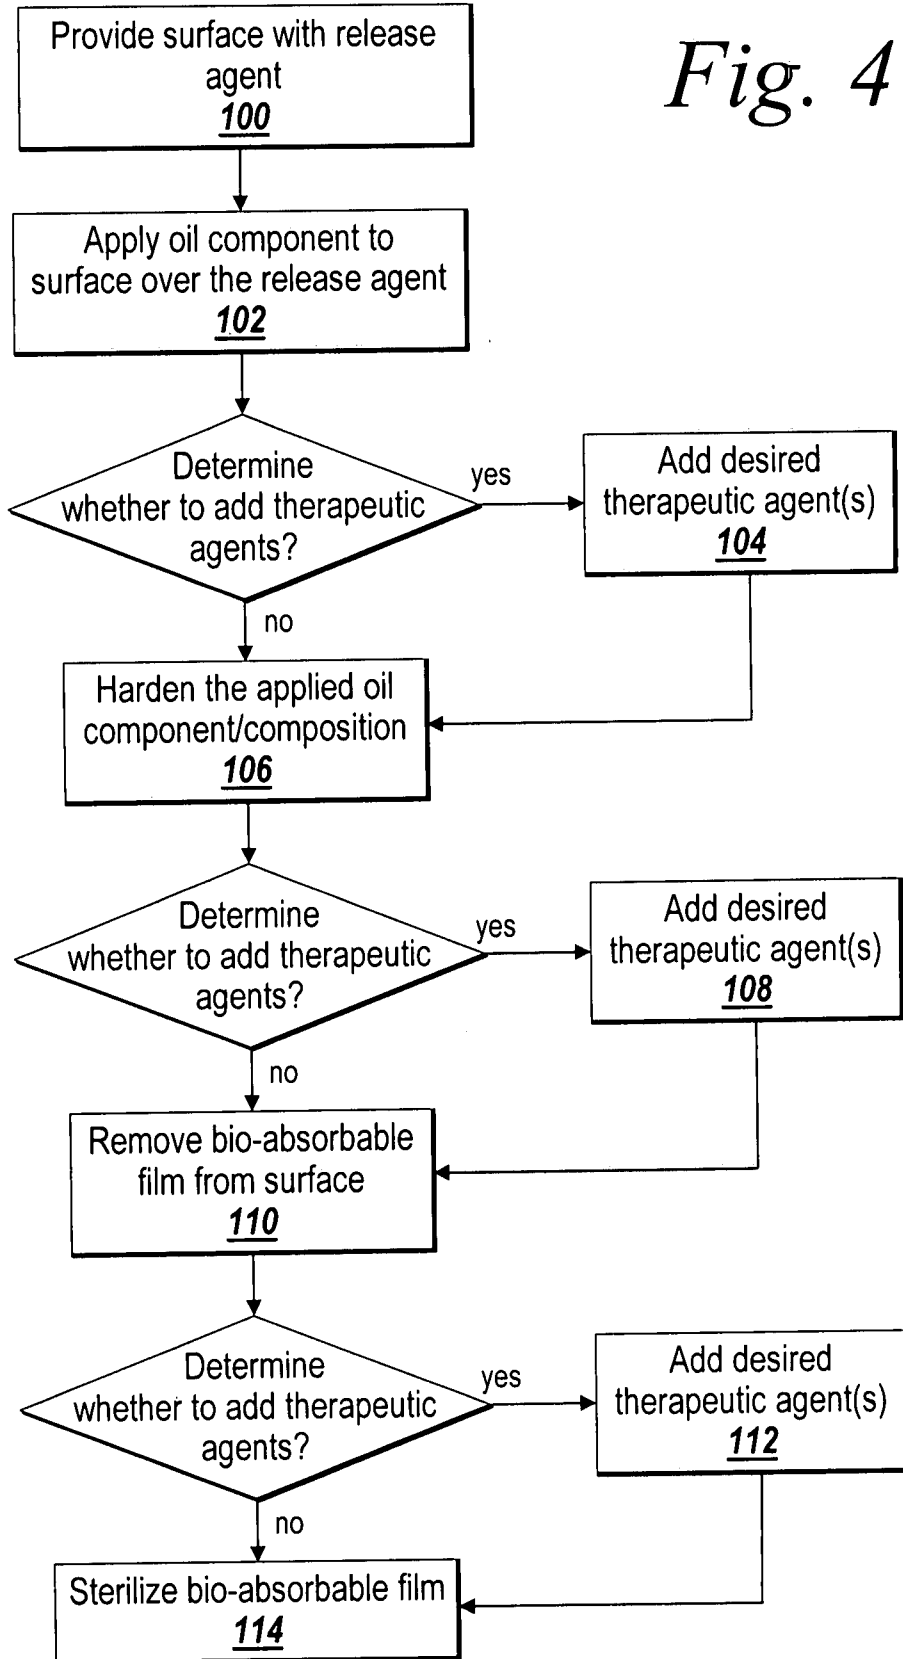 Fig. 4
Provide surface with release
agent
100
Apply oil component to
surface over the release agent
102
Determine
whether to add therapeutic
agents?
yes
Add desired
therapeutic agent(s)
104
no
Harden the applied oil
component/composition
106
Determine
whether to add therapeutic
agents?
yes
Add desired
therapeutic agent(s)
108
no
Remove bio-absorbable
film from surface
110
Determine
whether to add therapeutic
agents?
yes
Add desired
therapeutic agent(s)
112
no
Sterilize bio-absorbable film
114